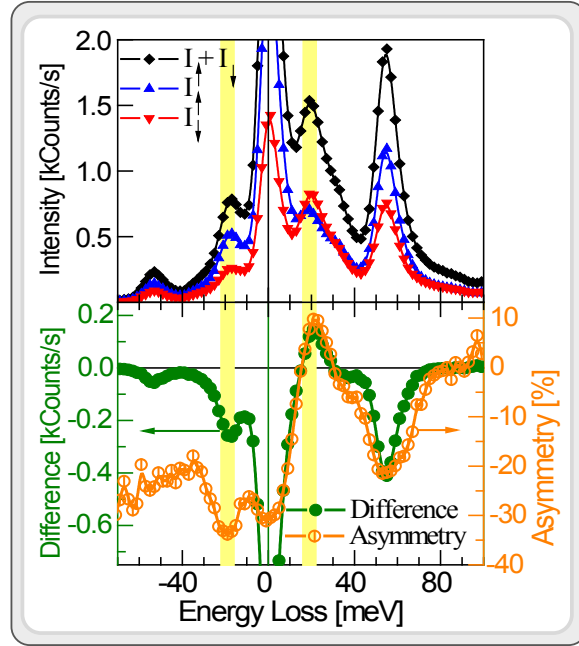 2.0
1.5
1.0
0.5
Intensity [kCounts/s]
I↑ + I↓
I↑
I↓
0.2
0.0
-0.2
-0.4
-0.6
Difference [kCounts/s]
10
0
-10
-20
-30
-40
Asymmetry [%]
Difference
Asymmetry
-40 0 40 80
Energy Loss [meV]